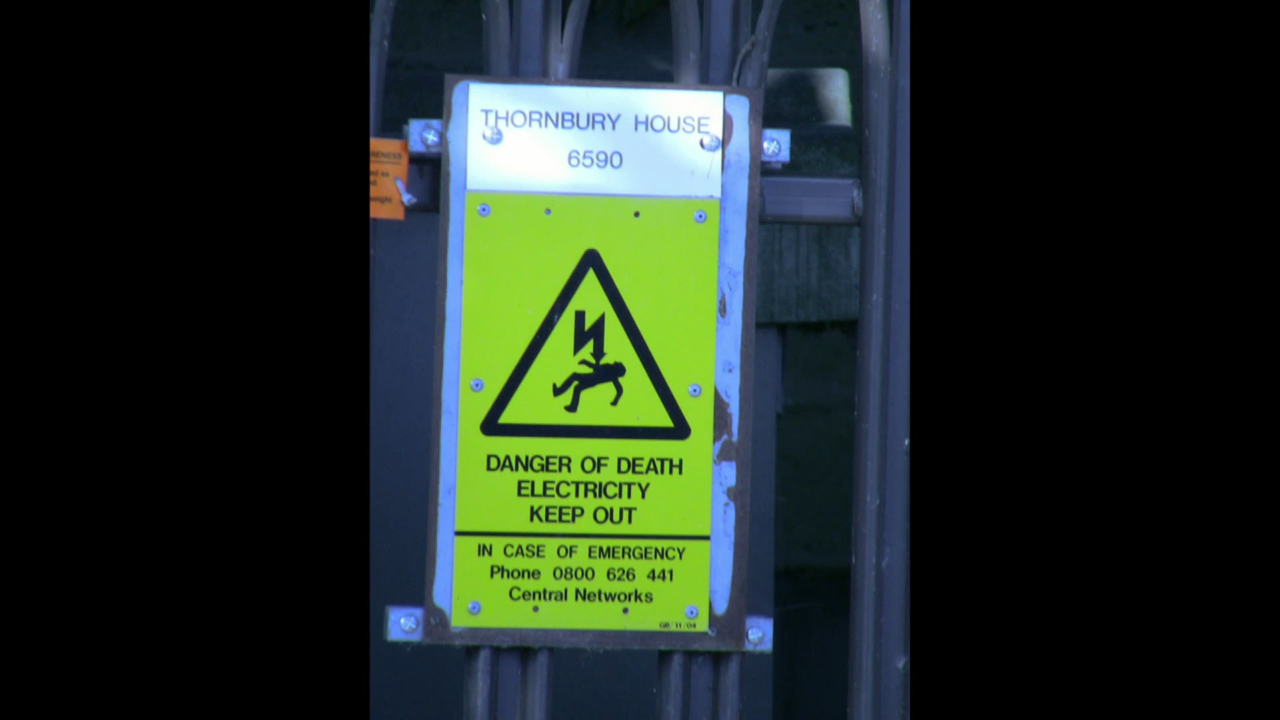 THORNBURY HOUSE
6590
DANGER OF DEATH
ELECTRICITY
KEEP OUT
IN CASE OF EMERGENCY
Phone 0800 626 441
Central Networks